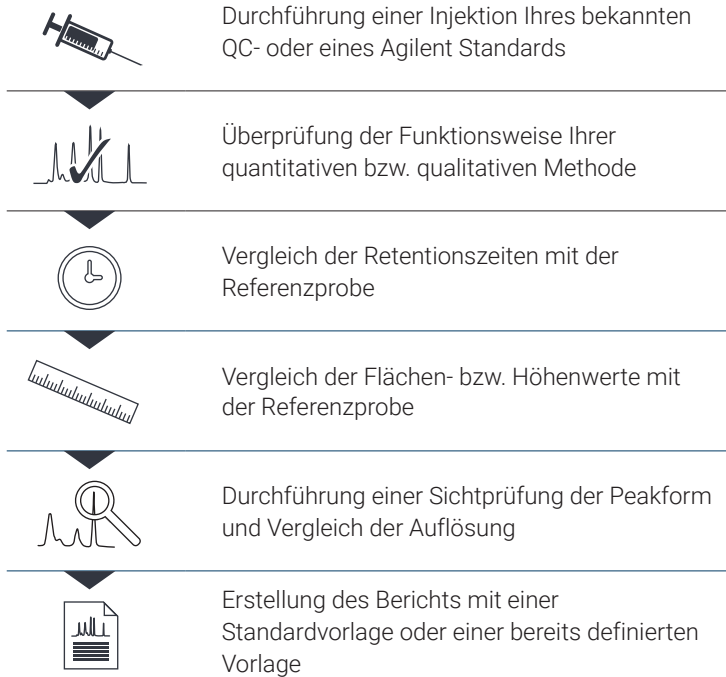 Durchführung einer Injektion Ihres bekannten
QC- oder eines Agilent Standards
Überprüfung der Funktionsweise Ihrer
quantitativen bzw. qualitativen Methode
Vergleich der Retentionszeiten mit der
Referenzprobe
Vergleich der Flächen- bzw. Höhenwerte mit
der Referenzprobe
Durchführung einer Sichtprüfung der Peakform
und Vergleich der Auflösung
Erstellung des Berichts mit einer
Standardvorlage oder einer bereits definierten
Vorlage